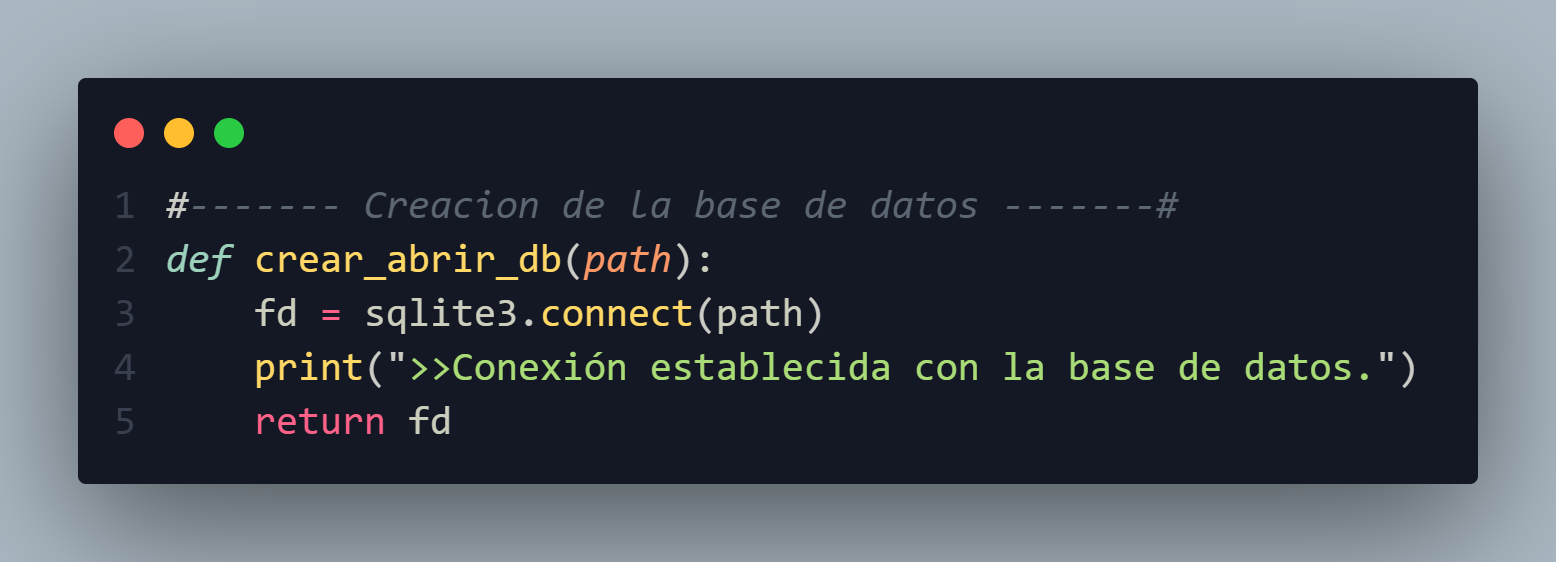 1 #------- Creacion de la base de datos -------#
2 def crear_abrir_db(path):
3     fd = sqlite3.connect(path)
4     print(">>Conexión establecida con la base de datos.")
5     return fd